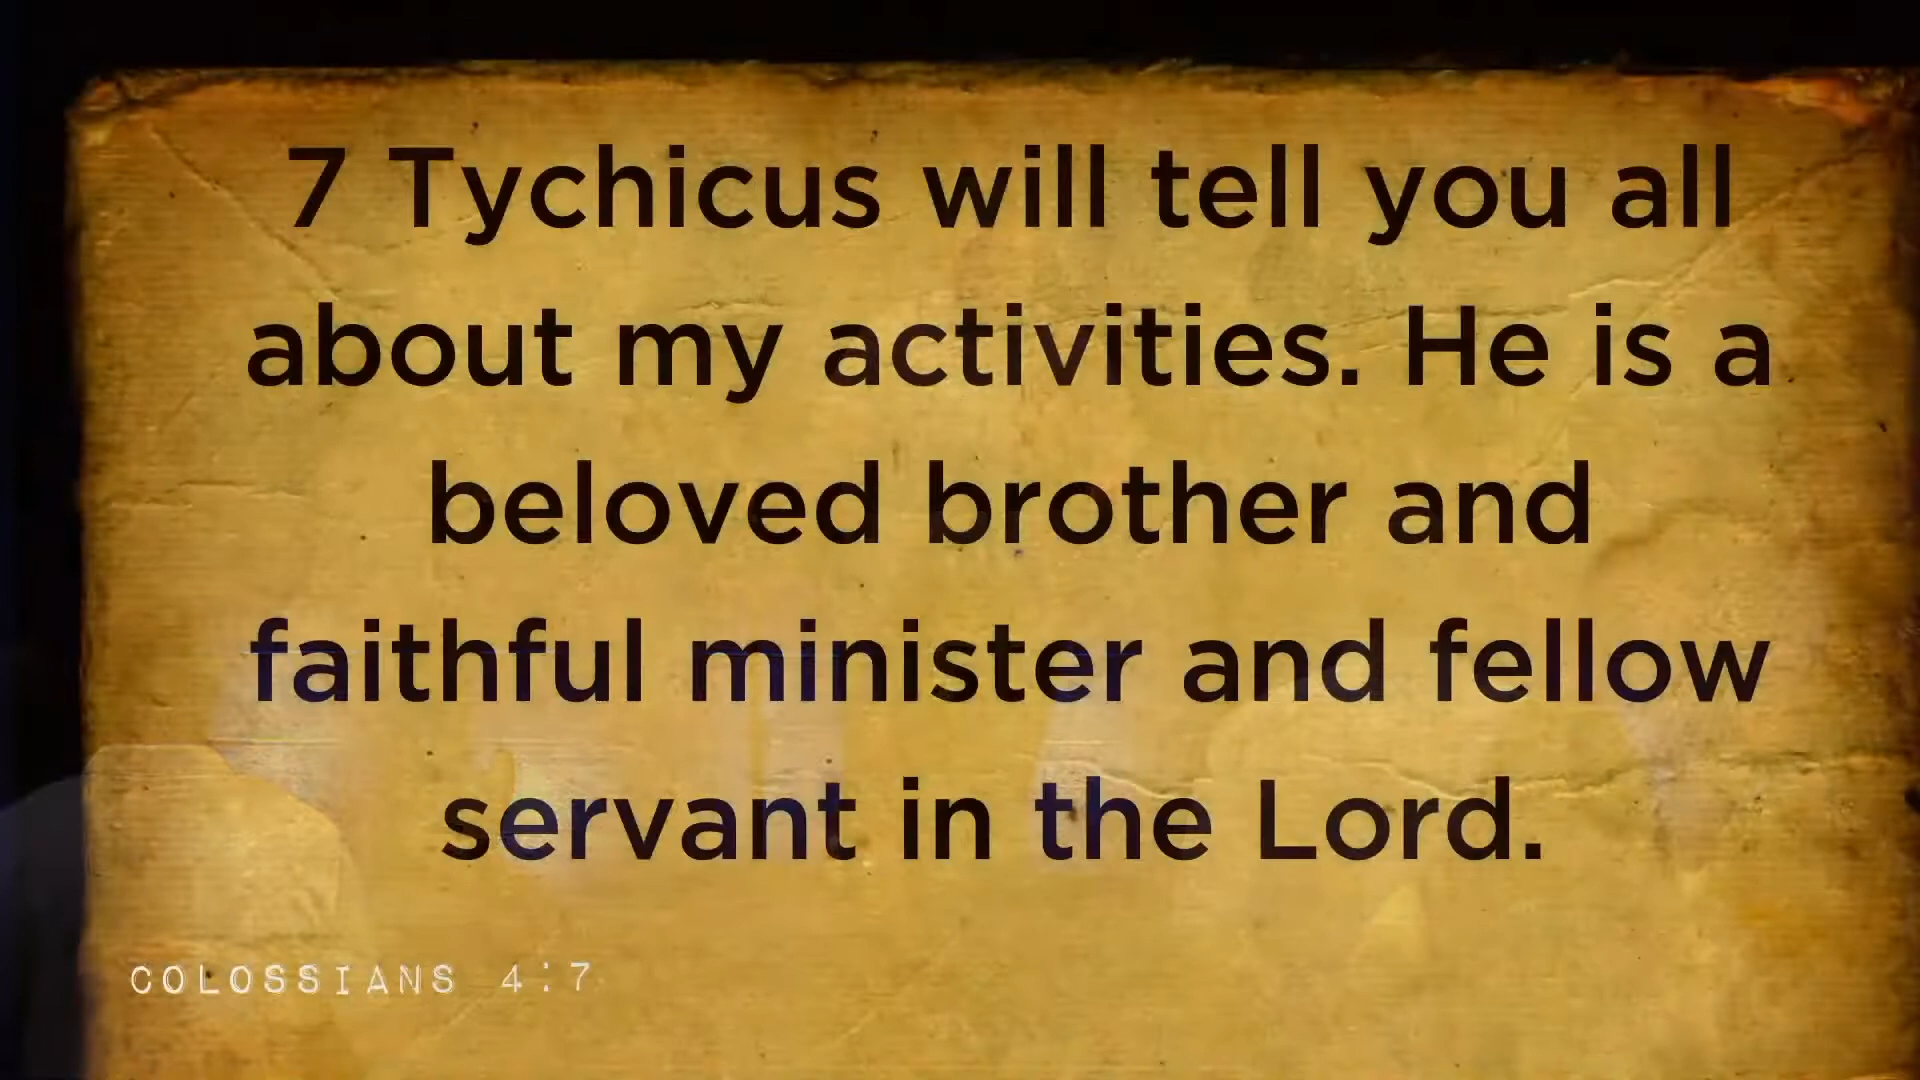 7 Tychicus will tell you all
about my activities. He is a
beloved brother and
faithful minister and fellow
servant in the Lord.
COLOSSIANS 4:7